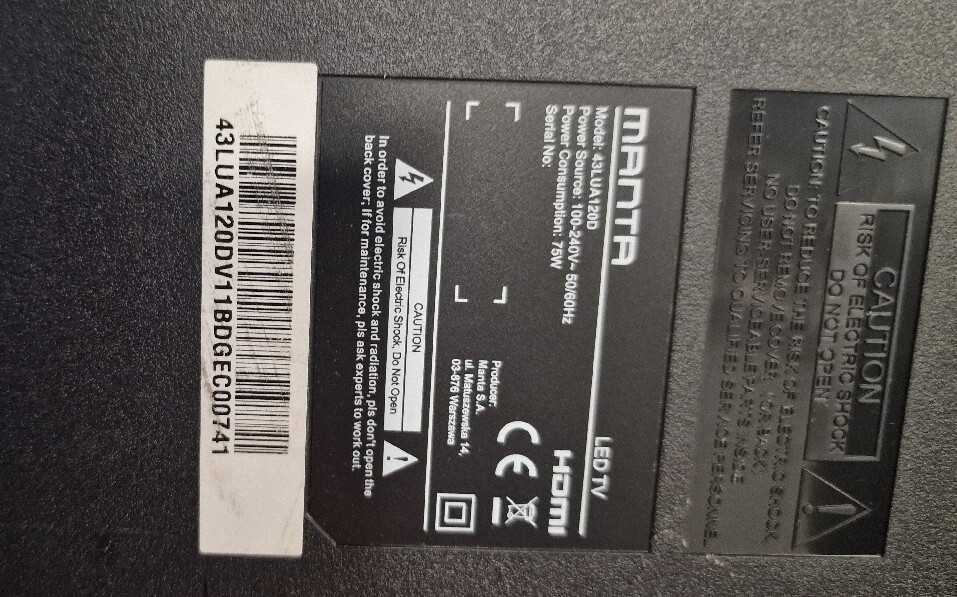 CAUTION
RISK OF ELECTRIC SHOCK
DO NOT OPEN
CAUTION: TO REDUCE THE RISK OF ELECTRIC SHOCK
DO NOT REMOVE COVER (OR BACK).
NO USER SERVICEABLE PARTS INSIDE
REFER SERVICING TO QUALIFIED SERVICE PERSONNEL
MANTA
LED TV
Model: 43LUA120D
Power Source: 100-240V~ 50/60Hz
Power Consumption: 75W
Serial No:
HDMI
CE
Producer:
Manta S.A.
ul. Matuszewska 14,
03-876 Warszawa
CAUTION
Risk Of Electric Shock, Do Not Open
In order to avoid electric shock and radiation, pls don't open the
back cover; If for maintenance, pls ask experts to work out.
43LUA120DV11BDGEC00741